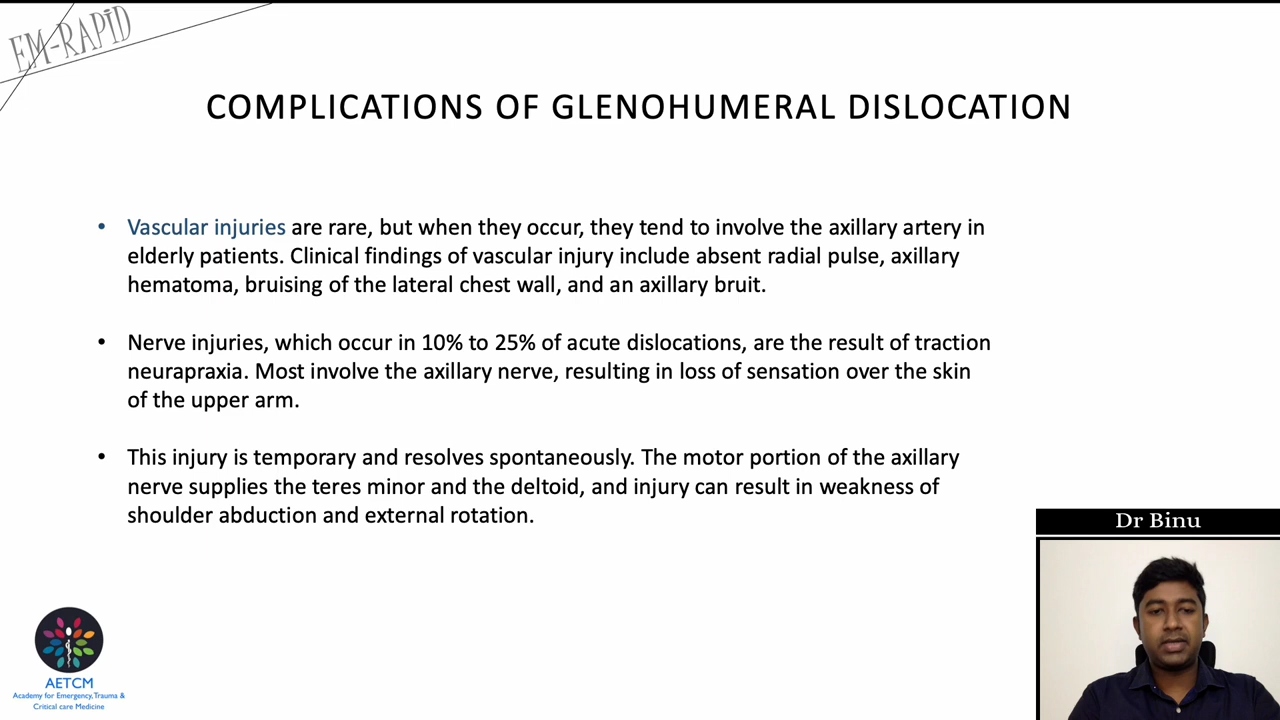 EM-RAPiD
COMPLICATIONS OF GLENOHUMERAL DISLOCATION
• Vascular injuries are rare, but when they occur, they tend to involve the axillary artery in
elderly patients. Clinical findings of vascular injury include absent radial pulse, axillary
hematoma, bruising of the lateral chest wall, and an axillary bruit.
• Nerve injuries, which occur in 10% to 25% of acute dislocations, are the result of traction
neurapraxia. Most involve the axillary nerve, resulting in loss of sensation over the skin
of the upper arm.
• This injury is temporary and resolves spontaneously. The motor portion of the axillary
nerve supplies the teres minor and the deltoid, and injury can result in weakness of
shoulder abduction and external rotation.
Dr Binu
AETCM
Academy for Emergency, Trauma &
Critical care Medicine